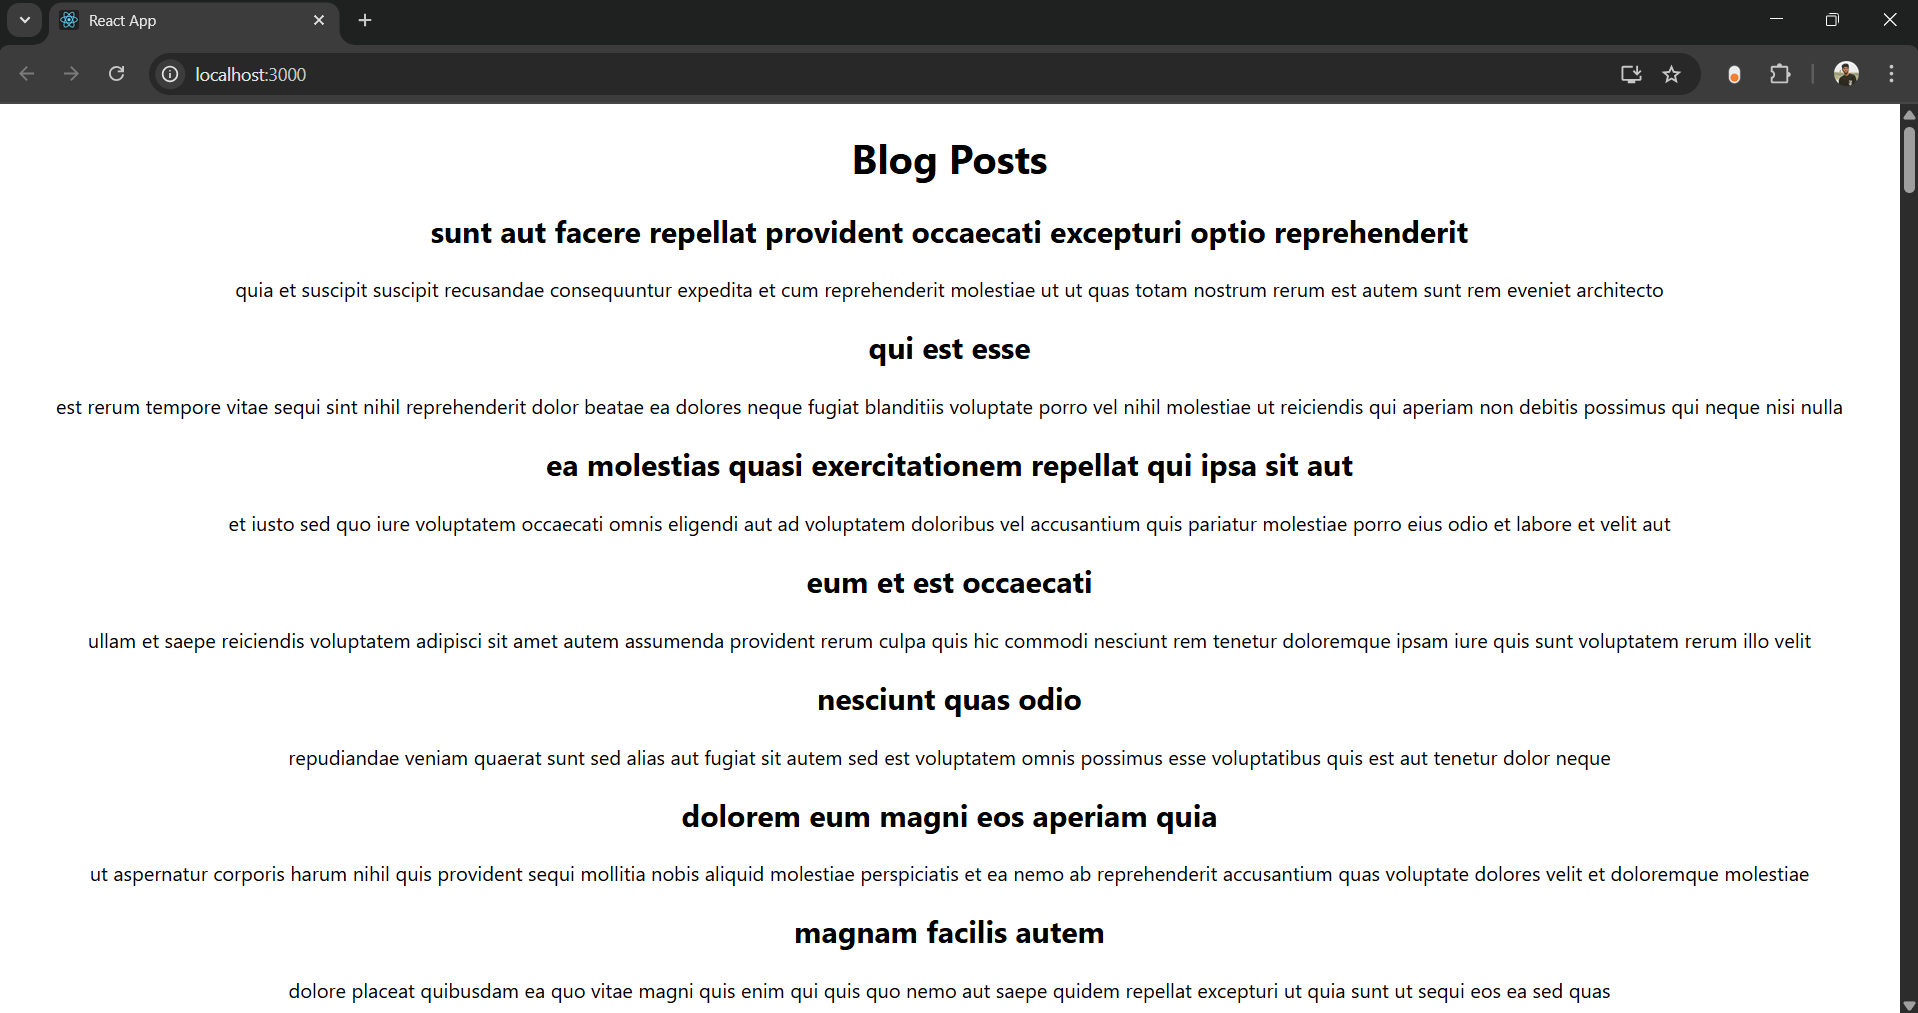 React App
localhost:3000
Blog Posts
sunt aut facere repellat provident occaecati excepturi optio reprehenderit
quia et suscipit suscipit recusandae consequuntur expedita et cum reprehenderit molestiae ut ut quas totam nostrum rerum est autem sunt rem eveniet architecto
qui est esse
est rerum tempore vitae sequi sint nihil reprehenderit dolor beatae ea dolores neque fugiat blanditiis voluptate porro vel nihil molestiae ut reiciendis qui aperiam non debitis possimus qui neque nisi nulla
ea molestias quasi exercitationem repellat qui ipsa sit aut
et iusto sed quo iure voluptatem occaecati omnis eligendi aut ad voluptatem doloribus vel accusantium quis pariatur molestiae porro eius odio et labore et velit aut
eum et est occaecati
ullam et saepe reiciendis voluptatem adipisci sit amet autem assumenda provident rerum culpa quis hic commodi nesciunt rem tenetur doloremque ipsam iure quis sunt voluptatem rerum illo velit
nesciunt quas odio
repudiandae veniam quaerat sunt sed alias aut fugiat sit autem sed est voluptatem omnis possimus esse voluptatibus quis est aut tenetur dolor neque
dolorem eum magni eos aperiam quia
ut aspernatur corporis harum nihil quis provident sequi mollitia nobis aliquid molestiae perspiciatis et ea nemo ab reprehenderit accusantium quas voluptate dolores velit et doloremque molestiae
magnam facilis autem
dolore placeat quibusdam ea quo vitae magni quis enim qui quis quo nemo aut saepe quidem repellat excepturi ut quia sunt ut sequi eos ea sed quas